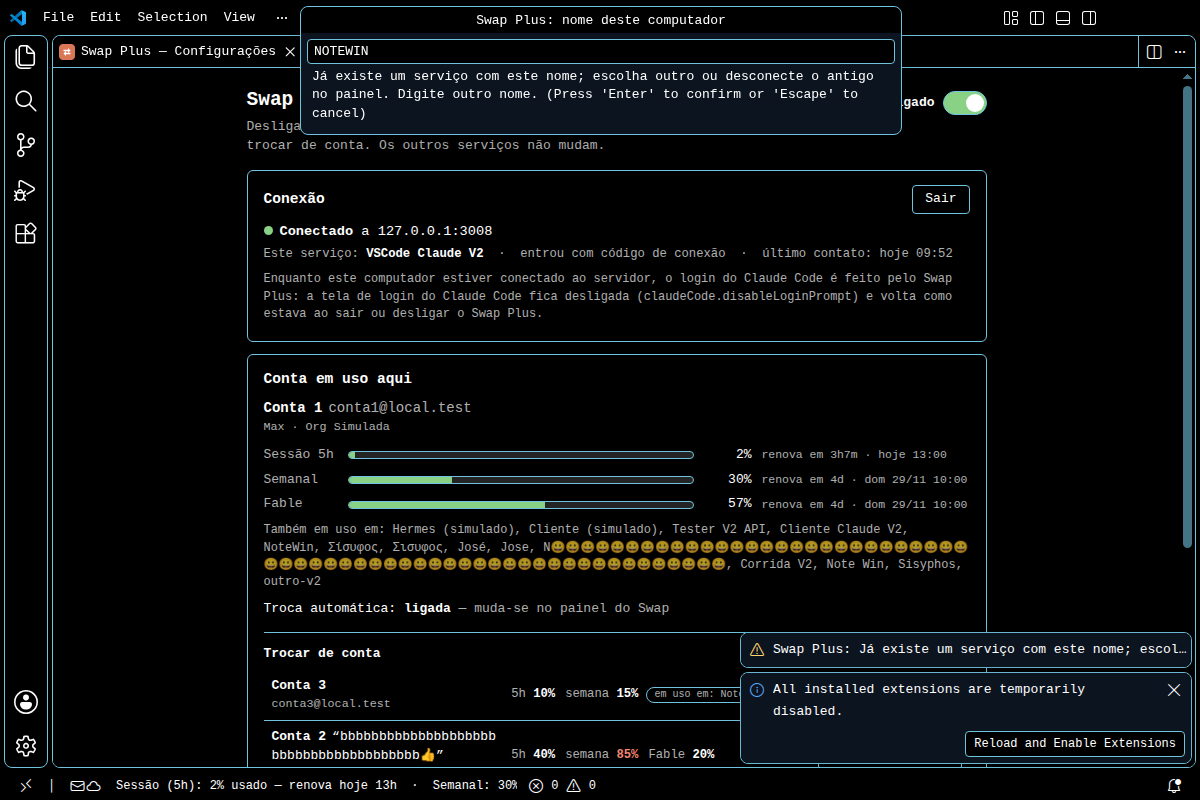 File Edit Selection View ···
Swap Plus: nome deste computador
NOTEWIN
Já existe um serviço com este nome; escolha outro ou desconecte o antigo
no painel. Digite outro nome. (Press 'Enter' to confirm or 'Escape' to
cancel)
Swap Plus — Configurações
Swap
gado
Desliga
trocar de conta. Os outros serviços não mudam.
Conexão
Sair
Conectado a 127.0.0.1:3008
Este serviço: VSCode Claude V2 · entrou com código de conexão · último contato: hoje 09:52
Enquanto este computador estiver conectado ao servidor, o login do Claude Code é feito pelo Swap
Plus: a tela de login do Claude Code fica desligada (claudeCode.disableLoginPrompt) e volta como
estava ao sair ou desligar o Swap Plus.
Conta em uso aqui
Conta 1 conta1@local.test
Max · Org Simulada
Sessão 5h 2% renova em 3h7m · hoje 13:00
Semanal 30% renova em 4d · dom 29/11 10:00
Fable 57% renova em 4d · dom 29/11 10:00
Também em uso em: Hermes (simulado), Cliente (simulado), Tester V2 API, Cliente Claude V2,
NoteWin, Σίσυφος, Σισυφος, José, Jose, N😀😀😀😀😀😀😀😀😀😀😀😀😀😀😀😀😀😀😀😀😀😀😀😀😀😀😀😀
😀😀😀😀😀😀😀😀😀😀😀😀😀😀😀😀😀😀😀😀😀😀😀😀😀😀😀😀😀😀😀, Corrida V2, Note Win, Sisyphos,
outro-v2
Troca automática: ligada — muda-se no painel do Swap
Trocar de conta
Conta 3
conta3@local.test
5h 10% semana 15% em uso em: Note
Conta 2 “bbbbbbbbbbbbbbbbbbbb
bbbbbbbbbbbbbbbbbbb👍”
5h 40% semana 85% Fable 20%
Swap Plus: Já existe um serviço com este nome; escol…
All installed extensions are temporarily
disabled.
Reload and Enable Extensions
Sessão (5h): 2% usado — renova hoje 13h · Semanal: 30% 0 0